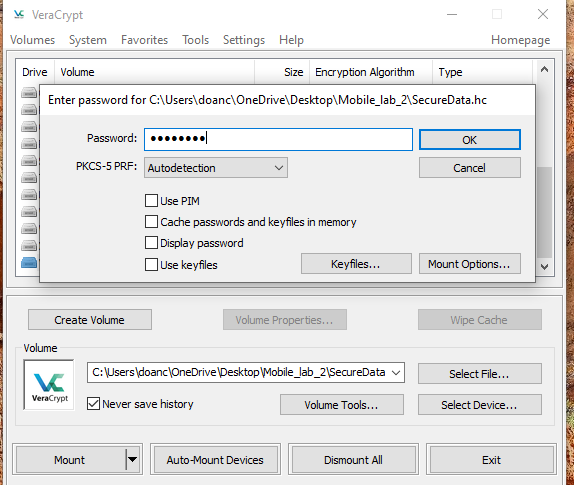 VeraCrypt
Volumes System Favorites Tools Settings Help Homepage
Drive Volume Size Encryption Algorithm Type
Enter password for C:\Users\doanc\OneDrive\Desktop\Mobile_lab_2\SecureData.hc
Password: ●●●●●●●● OK
PKCS-5 PRF: Autodetection Cancel
Use PIM
Cache passwords and keyfiles in memory
Display password
Use keyfiles Keyfiles... Mount Options...
Create Volume Volume Properties... Wipe Cache
Volume
C:\Users\doanc\OneDrive\Desktop\Mobile_lab_2\SecureData Select File...
VeraCrypt
Never save history Volume Tools... Select Device...
Mount Auto-Mount Devices Dismount All Exit